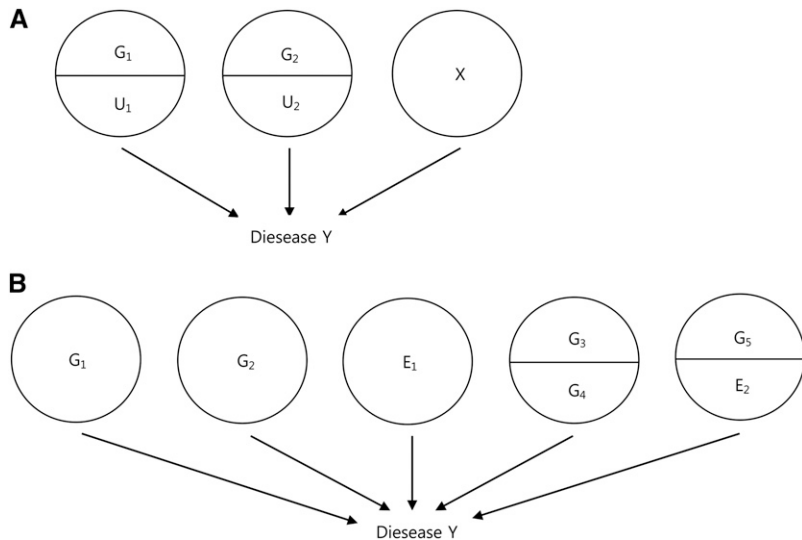 A
G₁ G₂ X
U₁ U₂
Diesease Y
B
G₁ G₂ E₁ G₃ G₅
G₄ E₂
Diesease Y